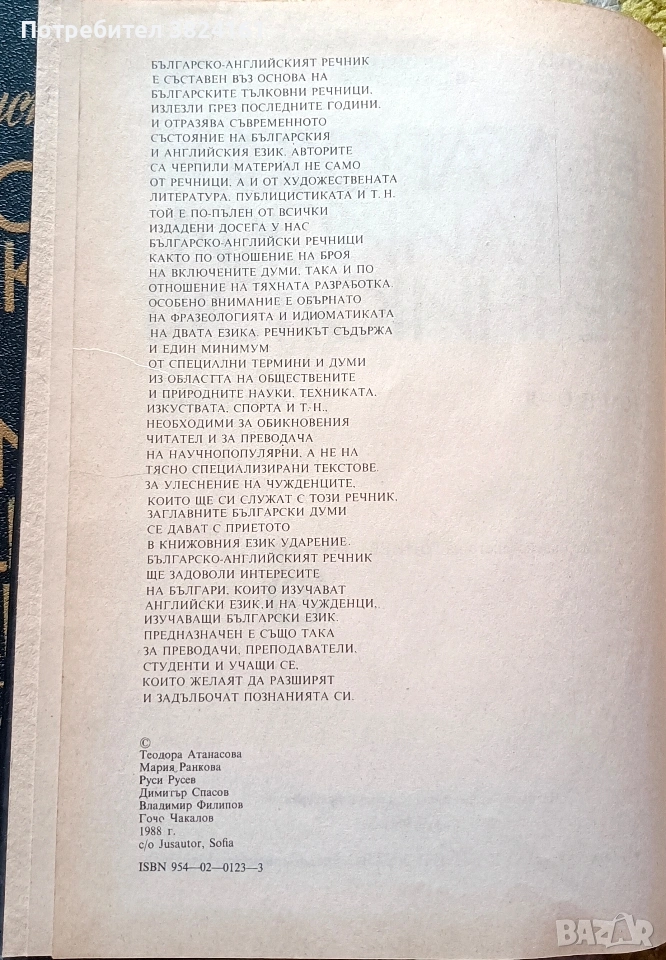 Потребител 3824
БЪЛГАРСКО-АНГЛИЙСКИЯТ РЕЧНИК
Е СЪСТАВЕН ВЪЗ ОСНОВА НА
БЪЛГАРСКИТЕ ТЪЛКОВНИ РЕЧНИЦИ,
ИЗЛЕЗЛИ ПРЕЗ ПОСЛЕДНИТЕ ГОДИНИ,
И ОТРАЗЯВА СЪВРЕМЕННОТО
СЪСТОЯНИЕ НА БЪЛГАРСКИЯ
И АНГЛИЙСКИЯ ЕЗИК. АВТОРИТЕ
СА ЧЕРПИЛИ МАТЕРИАЛ НЕ САМО
ОТ РЕЧНИЦИ, А И ОТ ХУДОЖЕСТВЕНАТА
ЛИТЕРАТУРА, ПУБЛИЦИСТИКАТА И Т. Н.
ТОЙ Е ПО-ПЪЛЕН ОТ ВСИЧКИ
ИЗДАДЕНИ ДОСЕГА У НАС
БЪЛГАРСКО-АНГЛИЙСКИ РЕЧНИЦИ
КАКТО ПО ОТНОШЕНИЕ НА БРОЯ
НА ВКЛЮЧЕНИТЕ ДУМИ, ТАКА И ПО
ОТНОШЕНИЕ НА ТЯХНАТА РАЗРАБОТКА.
ОСОБЕНО ВНИМАНИЕ Е ОБЪРНАТО
НА ФРАЗЕОЛОГИЯТА И ИДИОМАТИКАТА
НА ДВАТА ЕЗИКА. РЕЧНИКЪТ СЪДЪРЖА
И ЕДИН МИНИМУМ
ОТ СПЕЦИАЛНИ ТЕРМИНИ И ДУМИ
ИЗ ОБЛАСТТА НА ОБЩЕСТВЕНИТЕ
И ПРИРОДНИТЕ НАУКИ, ТЕХНИКАТА,
ИЗКУСТВАТА, СПОРТА И Т. Н.,
НЕОБХОДИМИ ЗА ОБИКНОВЕНИЯ
ЧИТАТЕЛ И ЗА ПРЕВОДАЧА
НА НАУЧНОПОПУЛЯРНИ, А НЕ НА
ТЯСНО СПЕЦИАЛИЗИРАНИ ТЕКСТОВЕ.
ЗА УЛЕСНЕНИЕ НА ЧУЖДЕНЦИТЕ,
КОИТО ЩЕ СИ СЛУЖАТ С ТОЗИ РЕЧНИК,
ЗАГЛАВНИТЕ БЪЛГАРСКИ ДУМИ
СЕ ДАВАТ С ПРИЕТОТО
В КНИЖОВНИЯ ЕЗИК УДАРЕНИЕ.
БЪЛГАРСКО-АНГЛИЙСКИЯТ РЕЧНИК
ЩЕ ЗАДОВОЛИ ИНТЕРЕСИТЕ
НА БЪЛГАРИ, КОИТО ИЗУЧАВАТ
АНГЛИЙСКИ ЕЗИК, И НА ЧУЖДЕНЦИ,
ИЗУЧАВАЩИ БЪЛГАРСКИ ЕЗИК.
ПРЕДНАЗНАЧЕН Е СЪЩО ТАКА
ЗА ПРЕВОДАЧИ, ПРЕПОДАВАТЕЛИ,
СТУДЕНТИ И УЧАЩИ СЕ,
КОИТО ЖЕЛАЯТ ДА РАЗШИРЯТ
И ЗАДЪЛБОЧАТ ПОЗНАНИЯТА СИ.
©
Теодора Атанасова
Мария Ранкова
Руси Русев
Димитър Спасов
Владимир Филипов
Гочо Чакалов
1988 г.
c/o Jusautor, Sofia
ISBN 954—02—0123—3
BAZAR